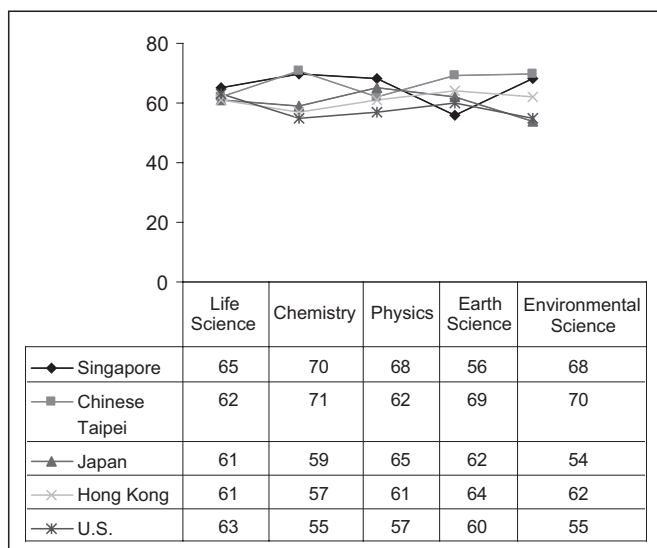 80
60
40
20
0
Life Science Chemistry Physics Earth Science Environmental Science
Singapore 65 70 68 56 68
Chinese Taipei 62 71 62 69 70
Japan 61 59 65 62 54
Hong Kong 61 57 61 64 62
U.S. 63 55 57 60 55